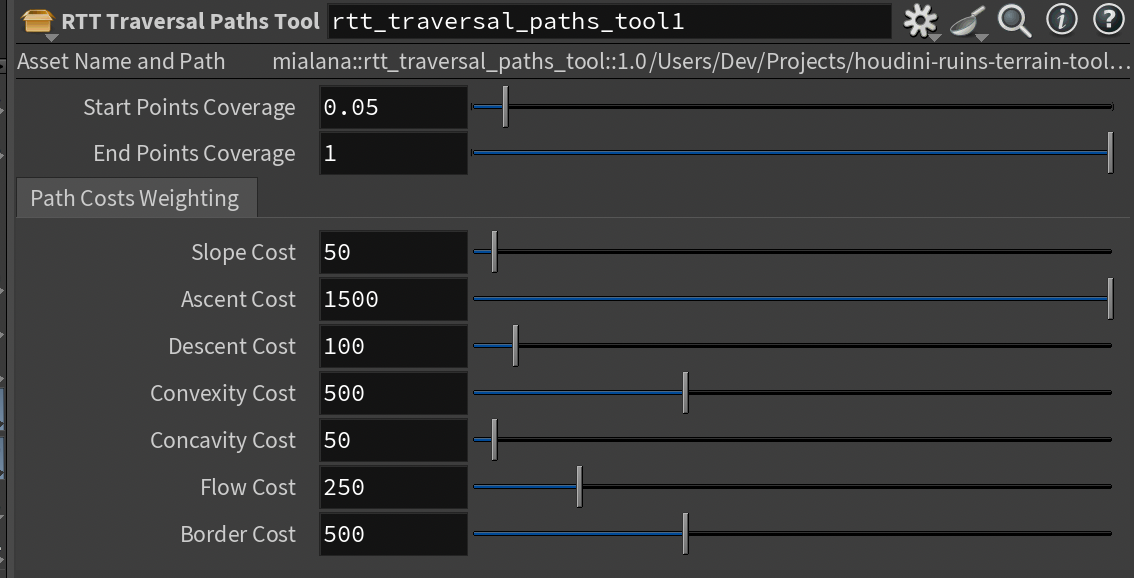 RTT Traversal Paths Tool rtt_traversal_paths_tool1
Asset Name and Path mialana::rtt_traversal_paths_tool::1.0 /Users/Dev/Projects/houdini-ruins-terrain-tool...
Start Points Coverage 0.05
End Points Coverage 1
Path Costs Weighting
Slope Cost 50
Ascent Cost 1500
Descent Cost 100
Convexity Cost 500
Concavity Cost 50
Flow Cost 250
Border Cost 500